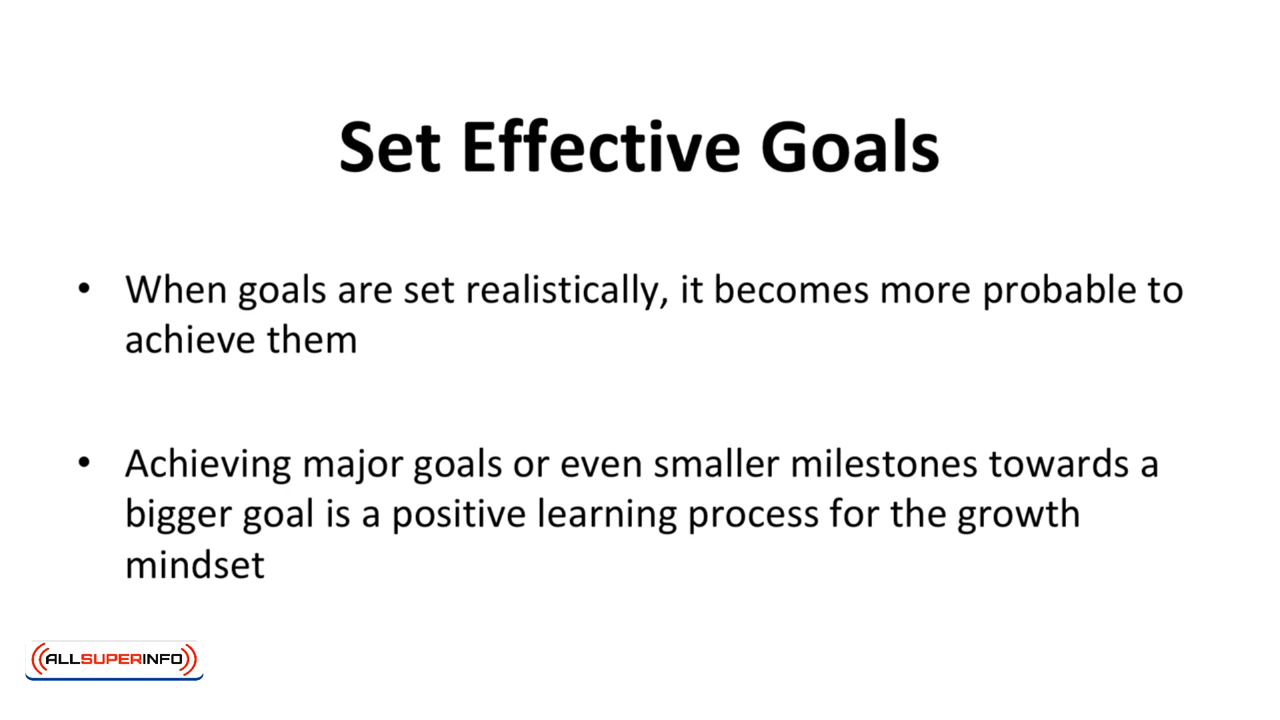 Set Effective Goals
• When goals are set realistically, it becomes more probable to
achieve them
• Achieving major goals or even smaller milestones towards a
bigger goal is a positive learning process for the growth
mindset
ALLSUPERINFO